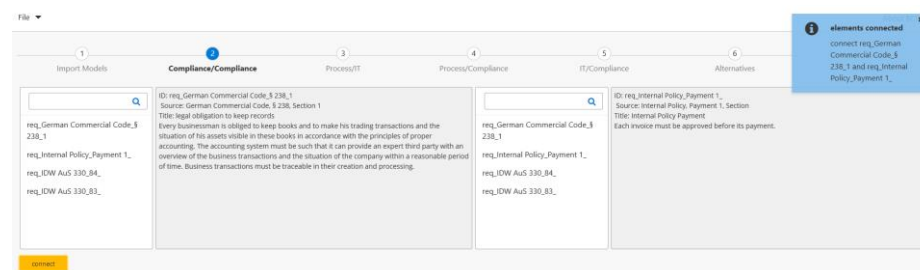 File
elements connected
connect req_German
Commercial Code_§
238_1 and req_Internal
Policy_Payment 1_
1
2
3
4
5
6
Import Models
Compliance/Compliance
Process/IT
Process/Compliance
IT/Compliance
Alternatives
req_German Commercial Code_§
238_1
req_Internal Policy_Payment 1_
req_IDW AuS 330_84_
req_IDW AuS 330_83_
ID: req_German Commercial Code_§ 238_1
Source: German Commercial Code, § 238, Section 1
Title: legal obligation to keep records
Every businessman is obliged to keep books and to make his trading transactions and the
situation of his assets visible in these books in accordance with the principles of proper
accounting. The accounting system must be such that it can provide an expert third party with an
overview of the business transactions and the situation of the company within a reasonable period
of time. Business transactions must be traceable in their creation and processing.
req_German Commercial Code_§
238_1
req_Internal Policy_Payment 1_
req_IDW AuS 330_84_
req_IDW AuS 330_83_
ID: req_Internal Policy_Payment 1_
Source: Internal Policy, Payment 1, Section
Title: Internal Policy Payment
Each invoice must be approved before its payment.
connect